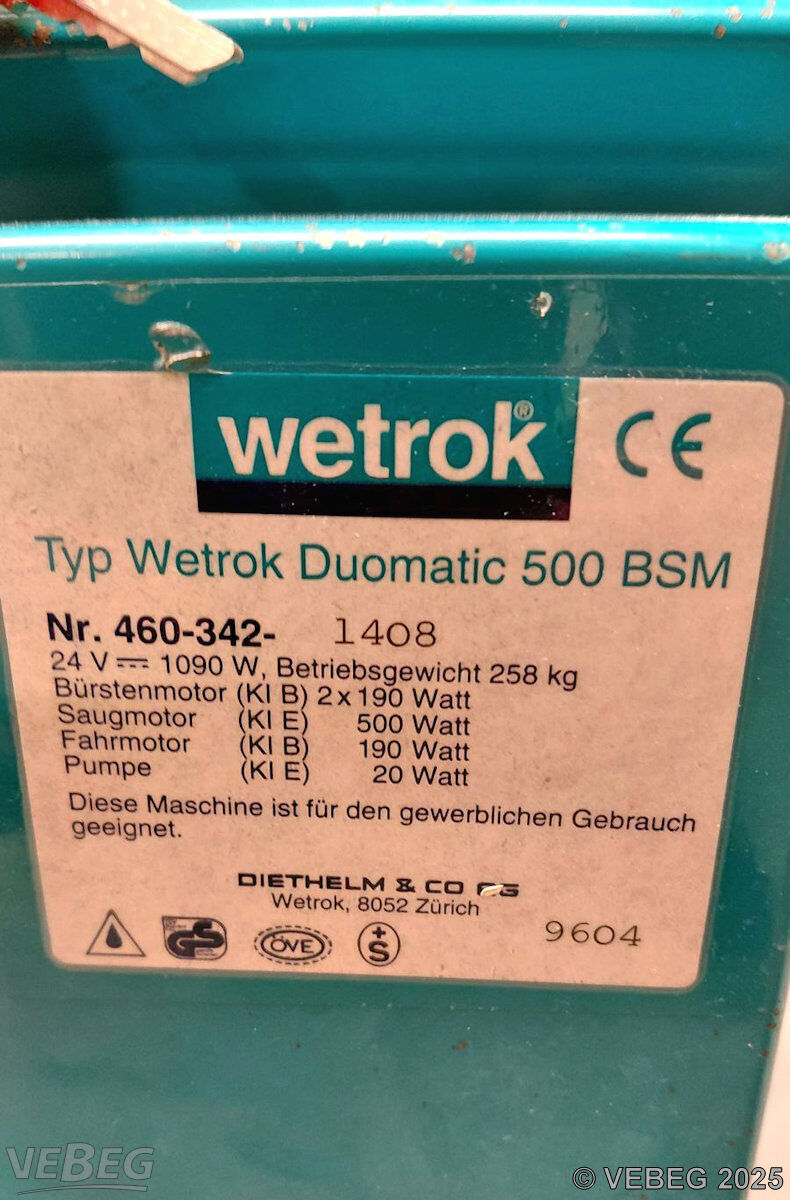 wetrok®
CE
Typ Wetrok Duomatic 500 BSM
Nr. 460-342- 1408
24 V ⎓ 1090 W, Betriebsgewicht 258 kg
Bürstenmotor (Kl B) 2 x 190 Watt
Saugmotor (Kl E) 500 Watt
Fahrmotor (Kl B) 190 Watt
Pumpe (Kl E) 20 Watt
Diese Maschine ist für den gewerblichen Gebrauch
geeignet.
DIETHELM & CO
Wetrok, 8052 Zürich
9604
ÖVE
+S
VEBEG
© VEBEG 2025